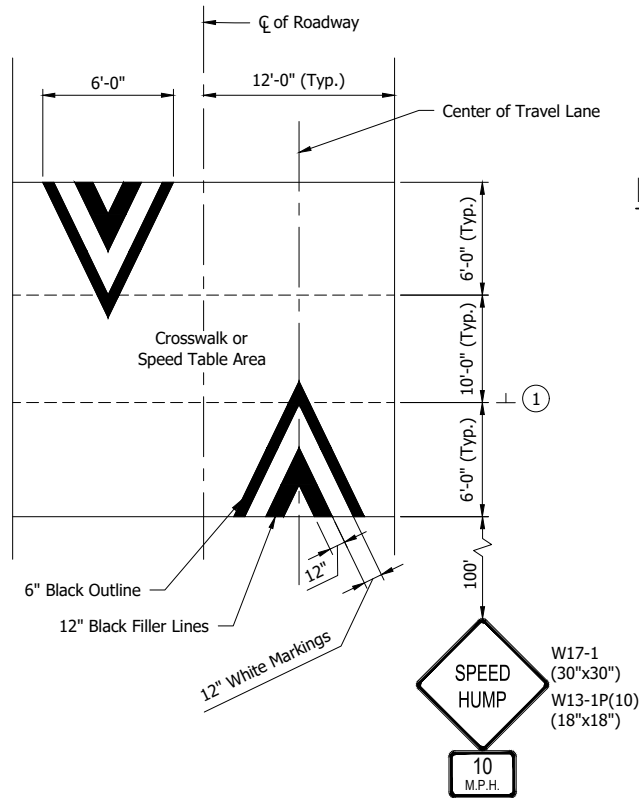 ℄ of Roadway
6'-0"
12'-0" (Typ.)
Center of Travel Lane
6'-0" (Typ.)
Crosswalk or
Speed Table Area
10'-0" (Typ.)
1
6'-0" (Typ.)
12"
6" Black Outline
12" Black Filler Lines
12" White Markings
100'
SPEED
HUMP
W17-1
(30"x30")
W13-1P(10)
(18"x18")
10
M.P.H.